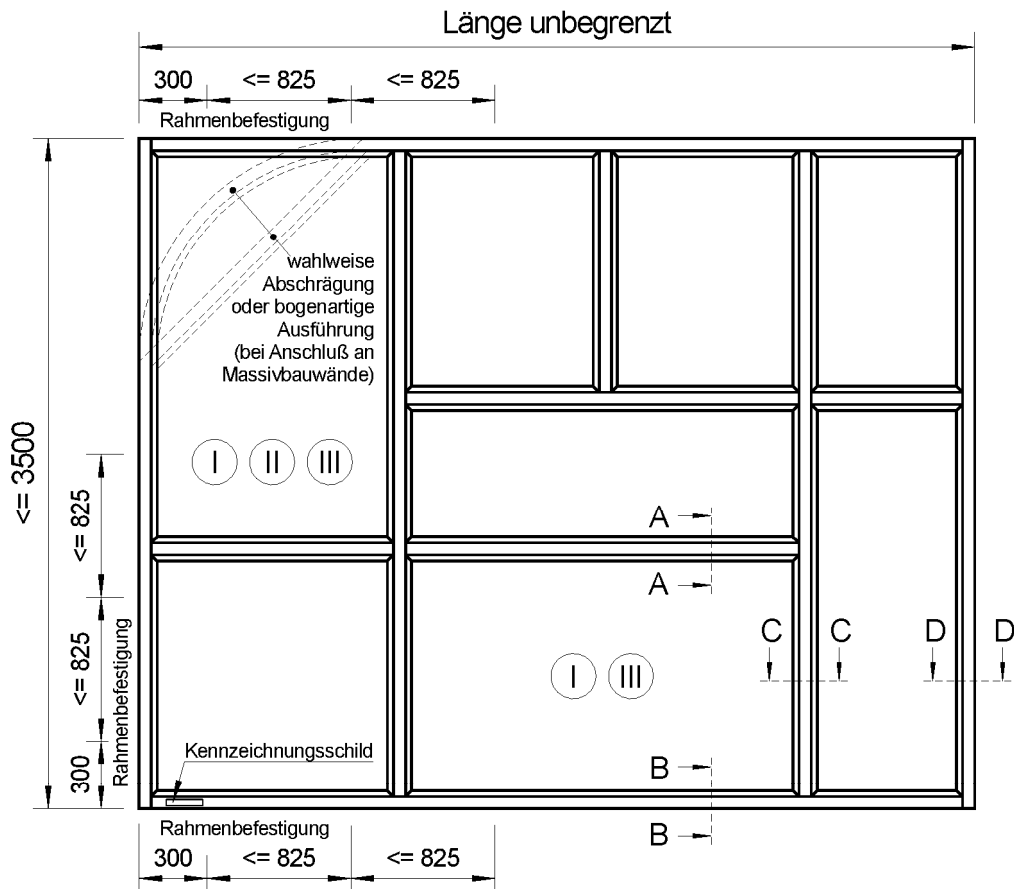 Länge unbegrenzt
300
<= 825
<= 825
Rahmenbefestigung
wahlweise
Abschrägung
oder bogenartige
Ausführung
(bei Anschluß an
Massivbauwände)
<= 3500
I
II
III
<= 825
A
A
<= 825
Rahmenbefestigung
C
C
D
D
I
III
300
Kennzeichnungsschild
B
B
Rahmenbefestigung
300
<= 825
<= 825